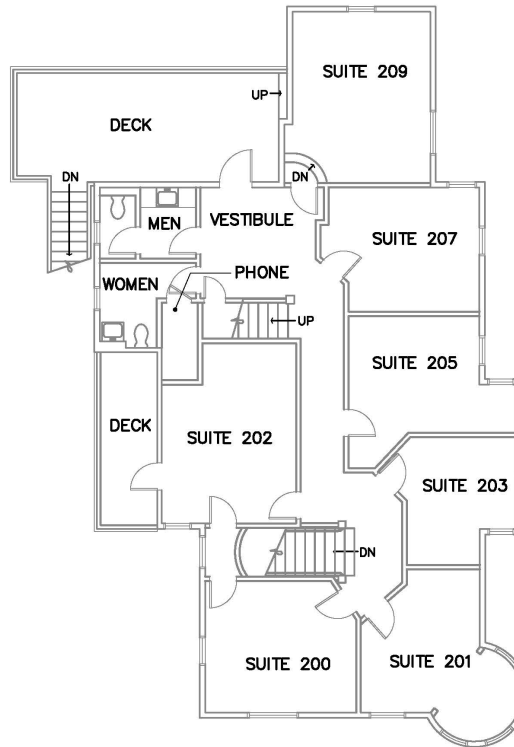 SUITE 209
UP
DECK
DN
DN
MEN
VESTIBULE
SUITE 207
WOMEN
PHONE
UP
SUITE 205
DECK
SUITE 202
SUITE 203
DN
SUITE 200
SUITE 201